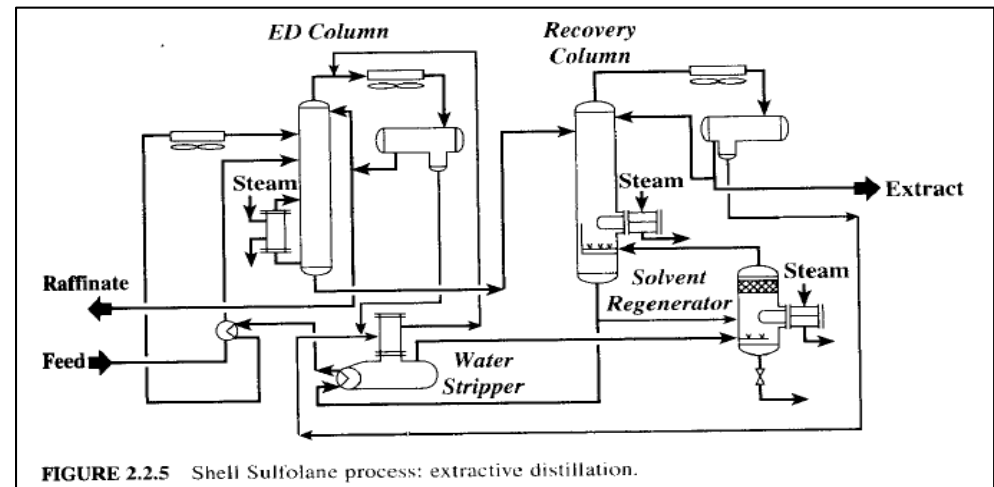 ED Column
Recovery
Column
Steam
Steam
Extract
Raffinate
Solvent
Regenerator
Steam
Feed
Water
Stripper
FIGURE 2.2.5 Shell Sulfolane process: extractive distillation.